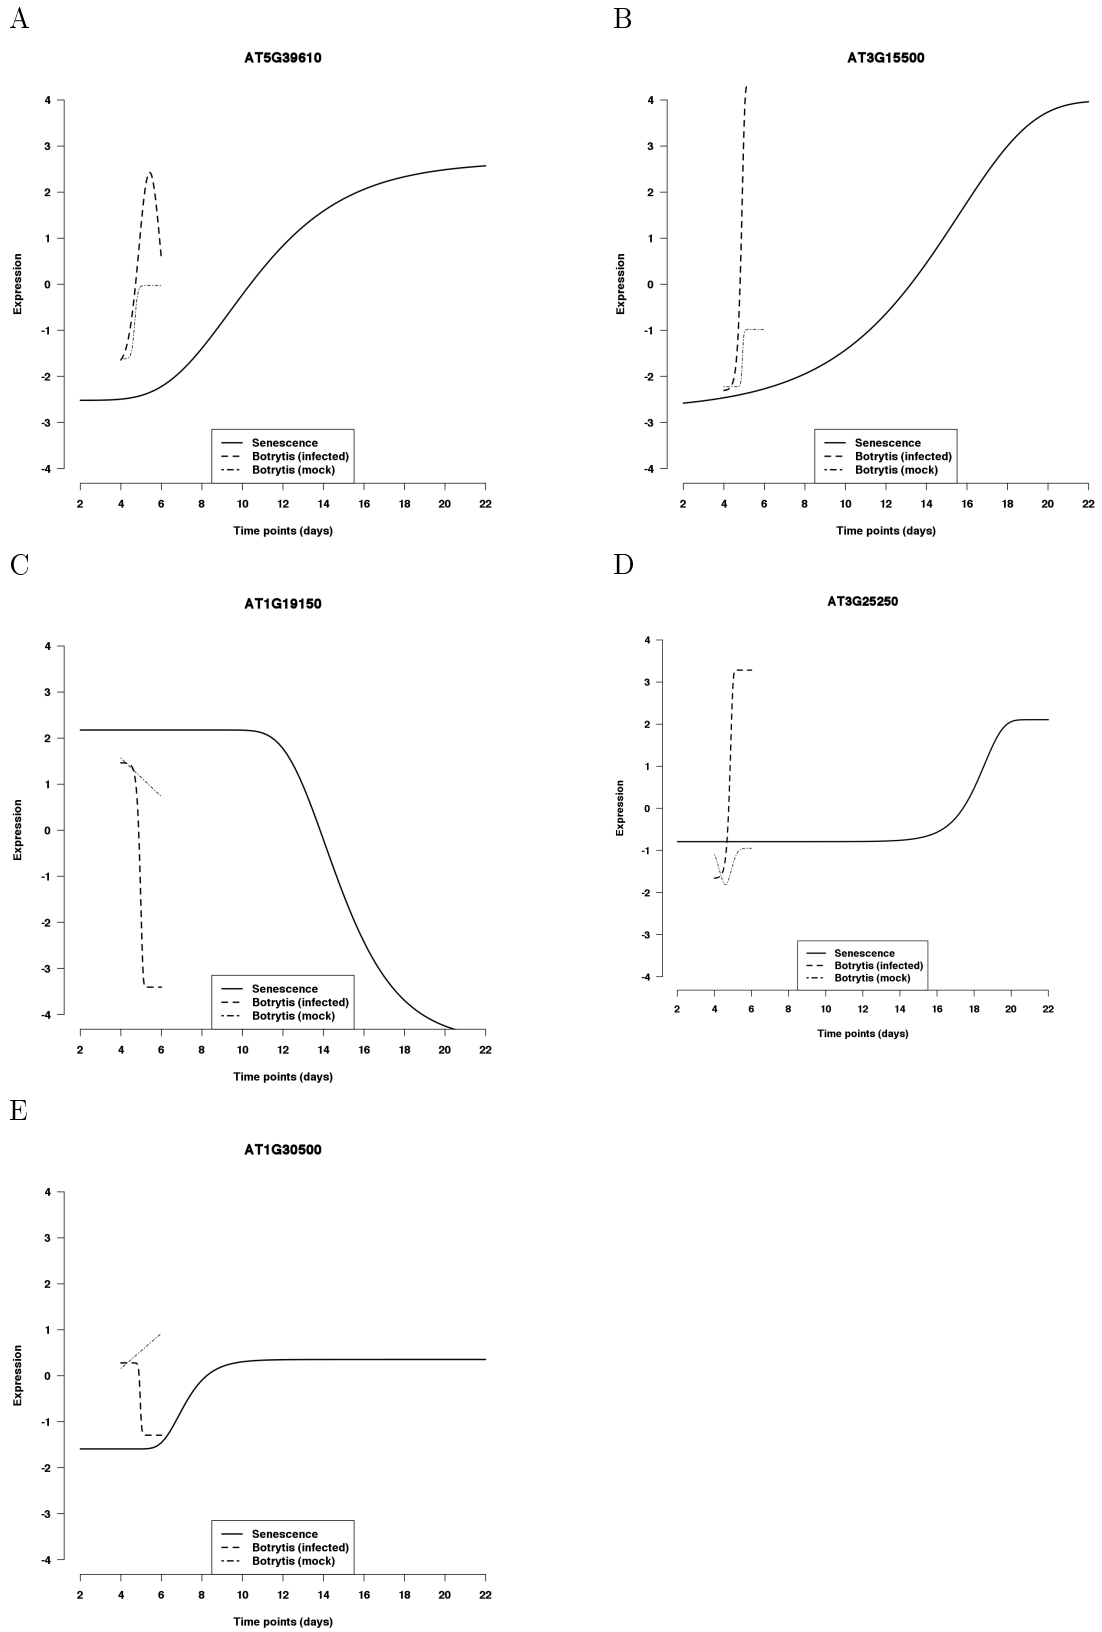 A
AT5G39610
4
3
2
1
0
-1
-2
-3
-4
Expression
Senescence
Botrytis (infected)
Botrytis (mock)
2 4 6 8 10 12 14 16 18 20 22
Time points (days)
B
AT3G15500
4
3
2
1
0
-1
-2
-3
-4
Expression
Senescence
Botrytis (infected)
Botrytis (mock)
2 4 6 8 10 12 14 16 18 20 22
Time points (days)
C
AT1G19150
4
3
2
1
0
-1
-2
-3
-4
Expression
Senescence
Botrytis (infected)
Botrytis (mock)
2 4 6 8 10 12 14 16 18 20 22
Time points (days)
D
AT3G25250
4
3
2
1
0
-1
-2
-3
-4
Expression
Senescence
Botrytis (infected)
Botrytis (mock)
2 4 6 8 10 12 14 16 18 20 22
Time points (days)
E
AT1G30500
4
3
2
1
0
-1
-2
-3
-4
Expression
Senescence
Botrytis (infected)
Botrytis (mock)
2 4 6 8 10 12 14 16 18 20 22
Time points (days)